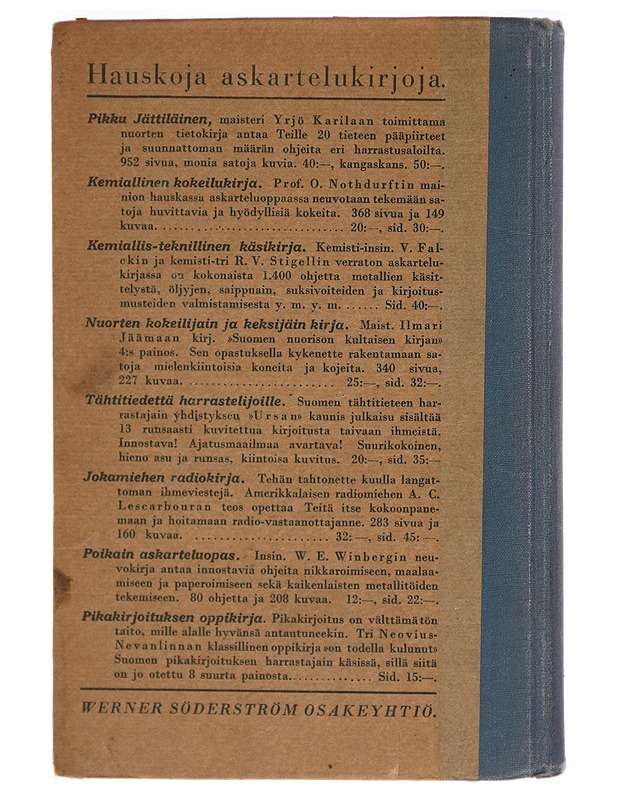 Hauskoja askartelukirjoja.
Pikku Jättiläinen, maisteri Yrjö Karilaan toimittama
nuorten tietokirja antaa Teille 20 tieteen pääpiirteet
ja suunnattoman määrän ohjeita eri harrastusaloilta.
952 sivua, monia satoja kuvia. 40:—, kangaskans. 50:—.
Kemiallinen kokeilukirja. Prof. O. Nothdurftin mai-
nion hauskassa askarteluoppaassa neuvotaan tekemään sa-
toja huvittavia ja hyödyllisiä kokeita. 368 sivua ja 149
kuvaa. . . . . . . . . . . . . . . . . . . . . . . . . . . 20:—, sid. 30:—.
Kemiallis-teknillinen käsikirja. Kemisti-insin. V. Fal-
ckin ja kemisti-tri R. V. Stigellin verraton askartelu-
kirjassa on kokonaista 1.400 ohjetta metallien käsit-
telystä, öljyjen, saippuain, suksivoiteiden ja kirjoitus-
musteiden valmistamisesta y. m. y. m. . . . . . . Sid. 40:—.
Nuorten kokeilijain ja keksijäin kirja. Maist. Ilmari
Jäämaan kirj. »Suomen nuorison kultaisen kirjan»
4:s painos. Sen opastuksella kykenette rakentamaan sa-
toja mielenkiintoisia koneita ja kojeita. 340 sivua,
227 kuvaa. . . . . . . . . . . . . . . . . . . . . . . . 25:—, sid. 32:—.
Tähtitiedettä harrastelijoille. Suomen tähtitieteen har-
rastajain yhdistyksen »Ursan» kaunis julkaisu sisältää
13 runsaasti kuvitettua kirjoitusta taivaan ihmeistä.
Innostava! Ajatusmaailmaa avartava! Suurikokoinen,
hieno asu ja runsas, kiintoisa kuvitus. 20:—, sid. 35:—
Jokamiehen radiokirja. Tehän tahtonette kuulla langat-
toman ihmeviestejä. Amerikkalaisen radiomiehen A. C.
Lescarbouran teos opettaa Teitä itse kokoonpane-
maan ja hoitamaan radio-vastaanottajanne. 283 sivua ja
160 kuvaa. . . . . . . . . . . . . . . . . . . . . . . 32:—, sid. 45:—.
Poikain askarteluopas. Insin. W. E. Winbergin neu-
vokirja antaa innostavia ohjeita nikkaroimiseen, maalaa-
miseen ja paperoimiseen sekä kaikenlaisten metallitöiden
tekemiseen. 80 ohjetta ja 208 kuvaa. 12:—, sid. 22:—.
Pikakirjoituksen oppikirja. Pikakirjoitus on välttämätön
taito, mille alalle hyvänsä antautuneekin. Tri Neovius-
Nevanlinnan klassillinen oppikirja »on todella kulunut»
Suomen pikakirjoituksen harrastajain käsissä, sillä siitä
on jo otettu 8 suurta painosta. . . . . . . . . . . . . . Sid. 15:—.
WERNER SÖDERSTRÖM OSAKEYHTIÖ.